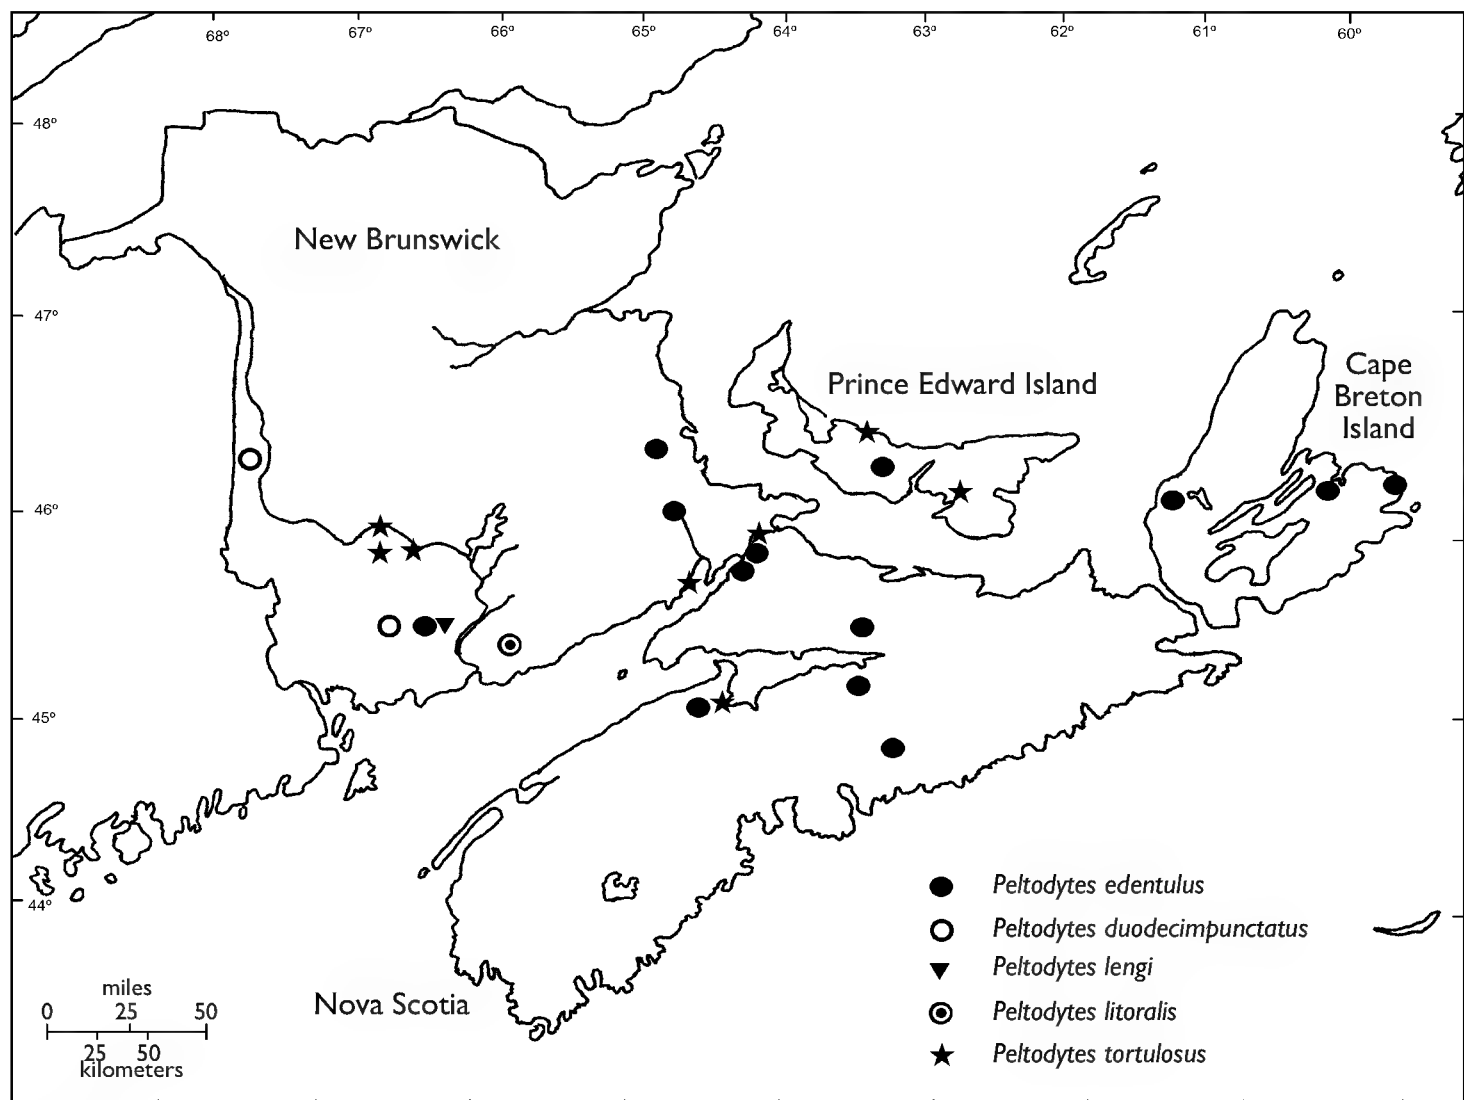 68° 67° 66° 65° 64° 63° 62° 61° 60°
48°
New Brunswick
47°
Prince Edward Island
Cape
Breton
Island
46°
45°
44°
Peltodytes edentulus
Peltodytes duodecimpunctatus
Peltodytes lengi
Peltodytes litoralis
Peltodytes tortulosus
Nova Scotia
miles
0 25 50
25 50
kilometers